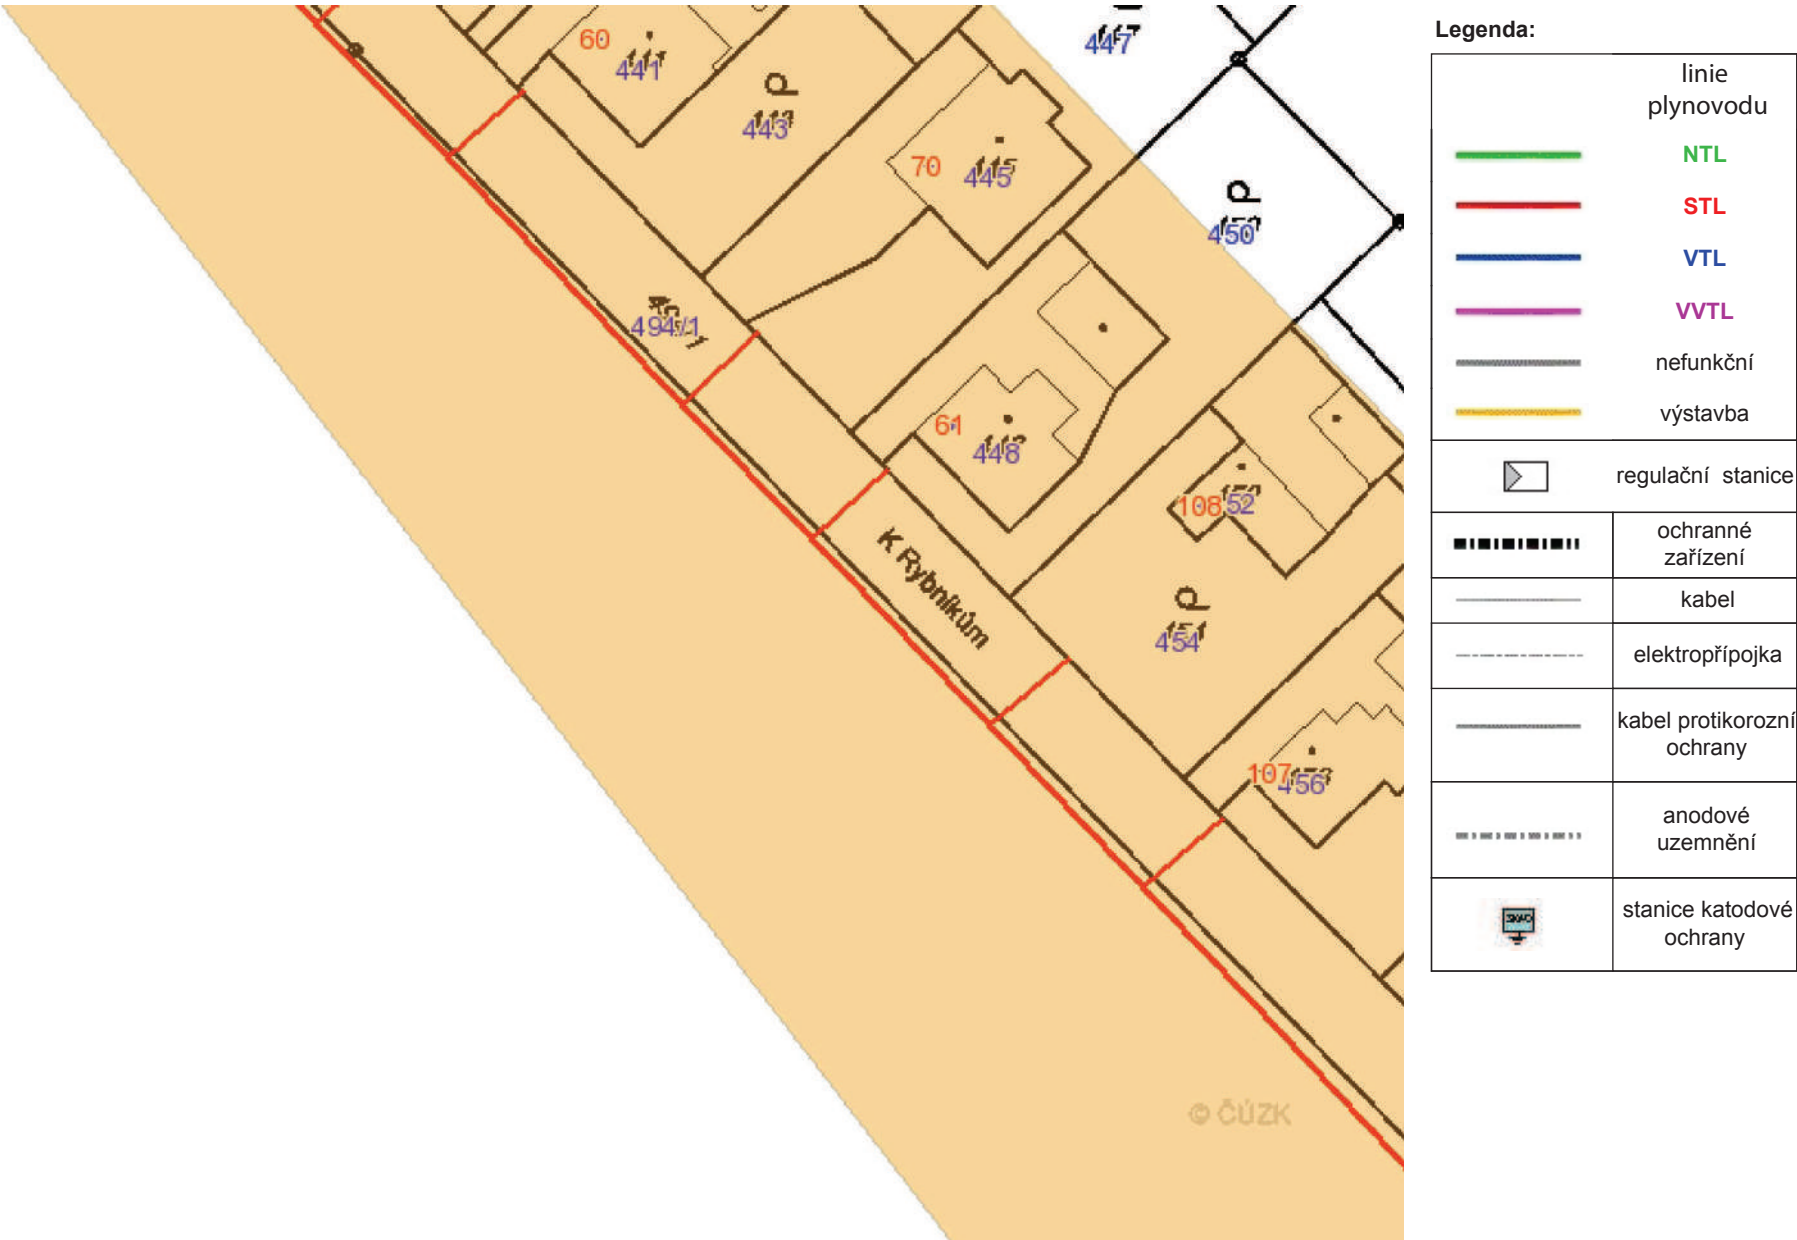 60
441
443
447
70
445
450
494/1
61
448
108
52
K Rybníkům
454
107
456
© ČÚZK
Legenda:
linie
plynovodu
NTL
STL
VTL
VVTL
nefunkční
výstavba
regulační stanice
ochranné
zařízení
kabel
elektropřípojka
kabel protikorozní
ochrany
anodové
uzemnění
stanice katodové
ochrany